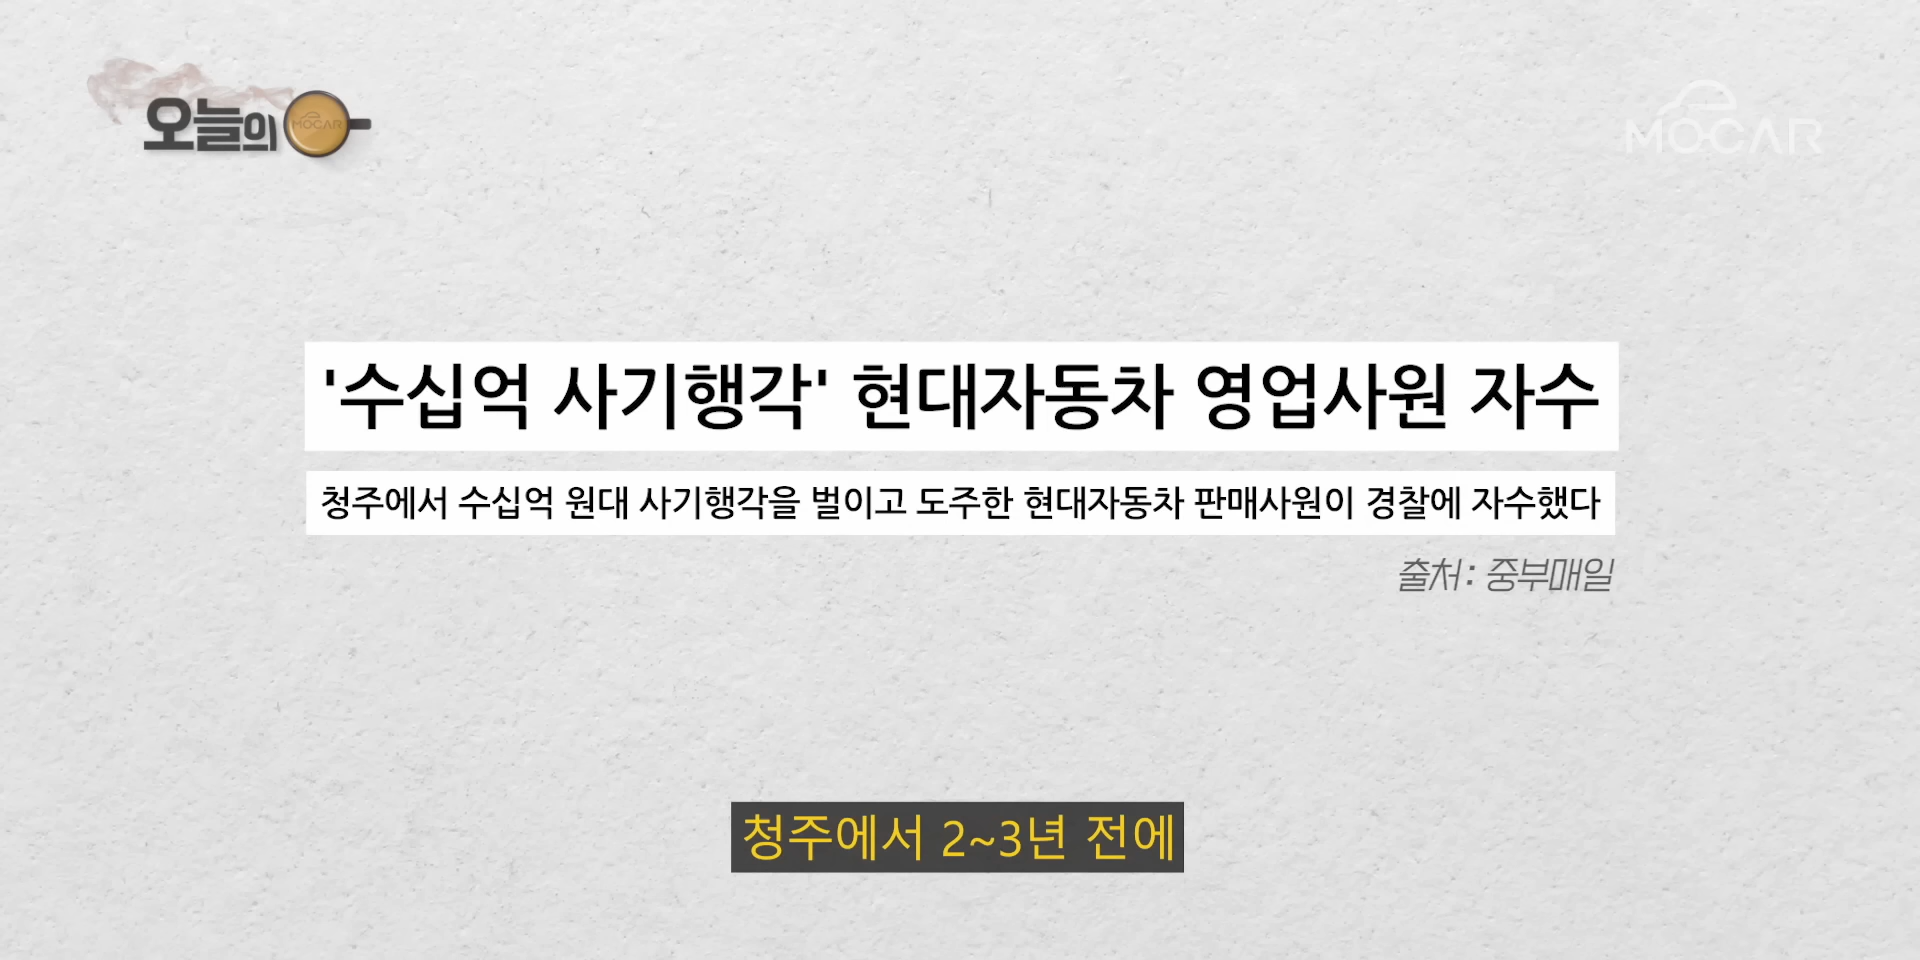 오늘의 MOCAR
MOCAR
'수십억 사기행각' 현대자동차 영업사원 자수
청주에서 수십억 원대 사기행각을 벌이고 도주한 현대자동차 판매사원이 경찰에 자수했다
출처 : 중부매일
청주에서 2~3년 전에